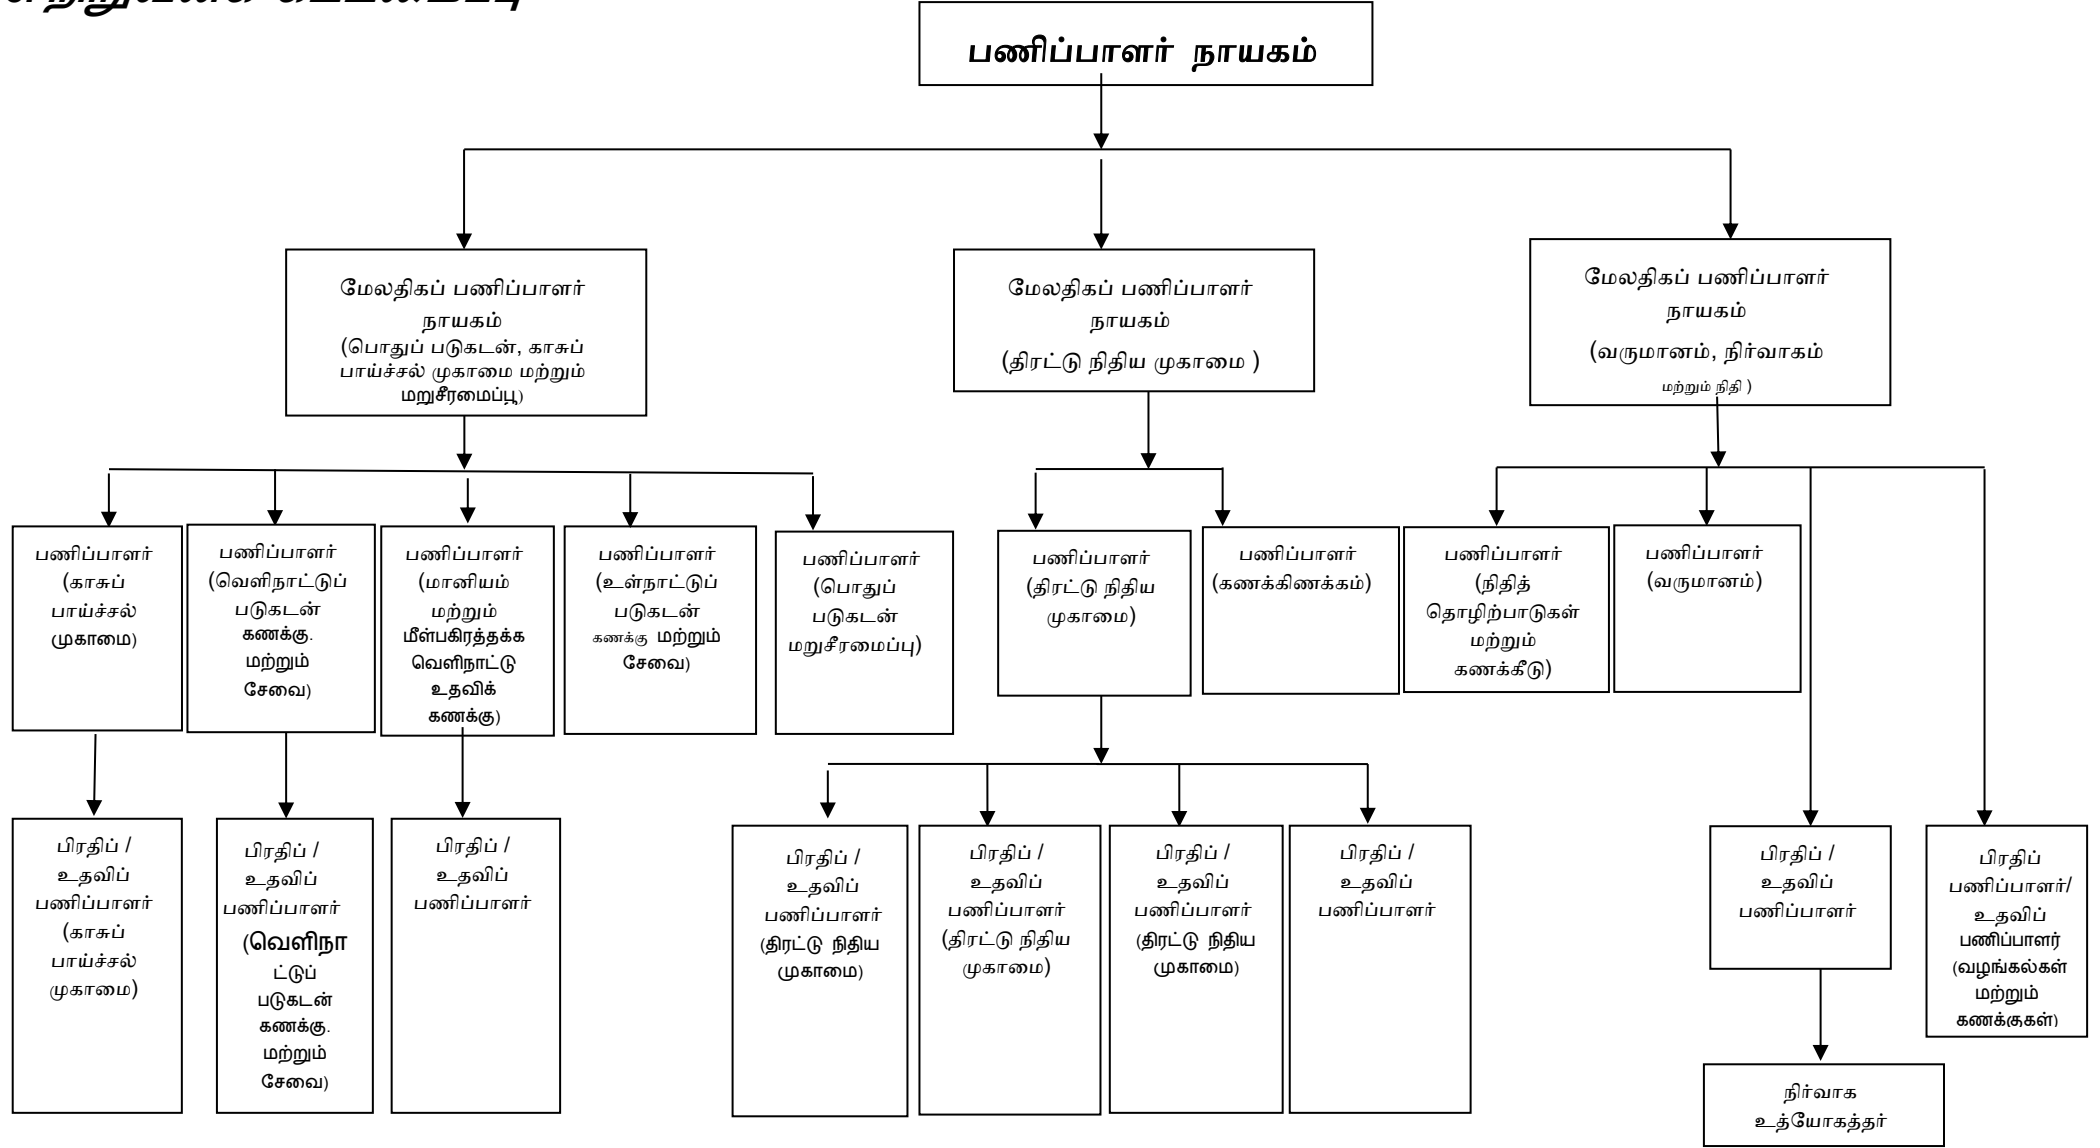 பணிப்பாளர் நாயகம்
மேலதிகப் பணிப்பாளர்
நாயகம்
(பொதுப் படுகடன், காசுப்
பாய்ச்சல் முகாமை மற்றும்
மறுசீரமைப்பு)
மேலதிகப் பணிப்பாளர்
நாயகம்
(திரட்டு நிதிய முகாமை )
மேலதிகப் பணிப்பாளர்
நாயகம்
(வருமானம், நிர்வாகம்
மற்றும் நிதி )
பணிப்பாளர்
(காசுப்
பாய்ச்சல்
முகாமை)
பணிப்பாளர்
(வெளிநாட்டுப்
படுகடன்
கணக்கு.
மற்றும்
சேவை)
பணிப்பாளர்
(மானியம்
மற்றும்
மீள்பகிரத்தக்க
வெளிநாட்டு
உதவிக்
கணக்கு)
பணிப்பாளர்
(உள்நாட்டுப்
படுகடன்
கணக்கு மற்றும்
சேவை)
பணிப்பாளர்
(பொதுப்
படுகடன்
மறுசீரமைப்பு)
பணிப்பாளர்
(திரட்டு நிதிய
முகாமை)
பணிப்பாளர்
(கணக்கிணக்கம்)
பணிப்பாளர்
(நிதித்
தொழிற்பாடுகள்
மற்றும்
கணக்கீடு)
பணிப்பாளர்
(வருமானம்)
பிரதிப் /
உதவிப்
பணிப்பாளர்
(காசுப்
பாய்ச்சல்
முகாமை)
பிரதிப் /
உதவிப்
பணிப்பாளர்
(வெளிநா
ட்டுப்
படுகடன்
கணக்கு.
மற்றும்
சேவை)
பிரதிப் /
உதவிப்
பணிப்பாளர்
பிரதிப் /
உதவிப்
பணிப்பாளர்
(திரட்டு நிதிய
முகாமை)
பிரதிப் /
உதவிப்
பணிப்பாளர்
(திரட்டு நிதிய
முகாமை)
பிரதிப் /
உதவிப்
பணிப்பாளர்
(திரட்டு நிதிய
முகாமை)
பிரதிப் /
உதவிப்
பணிப்பாளர்
பிரதிப் /
உதவிப்
பணிப்பாளர்
பிரதிப்
பணிப்பாளர்/
உதவிப்
பணிப்பாளர்
(வழங்கல்கள்
மற்றும்
கணக்குகள்)
நிர்வாக
உத்யோகத்தர்